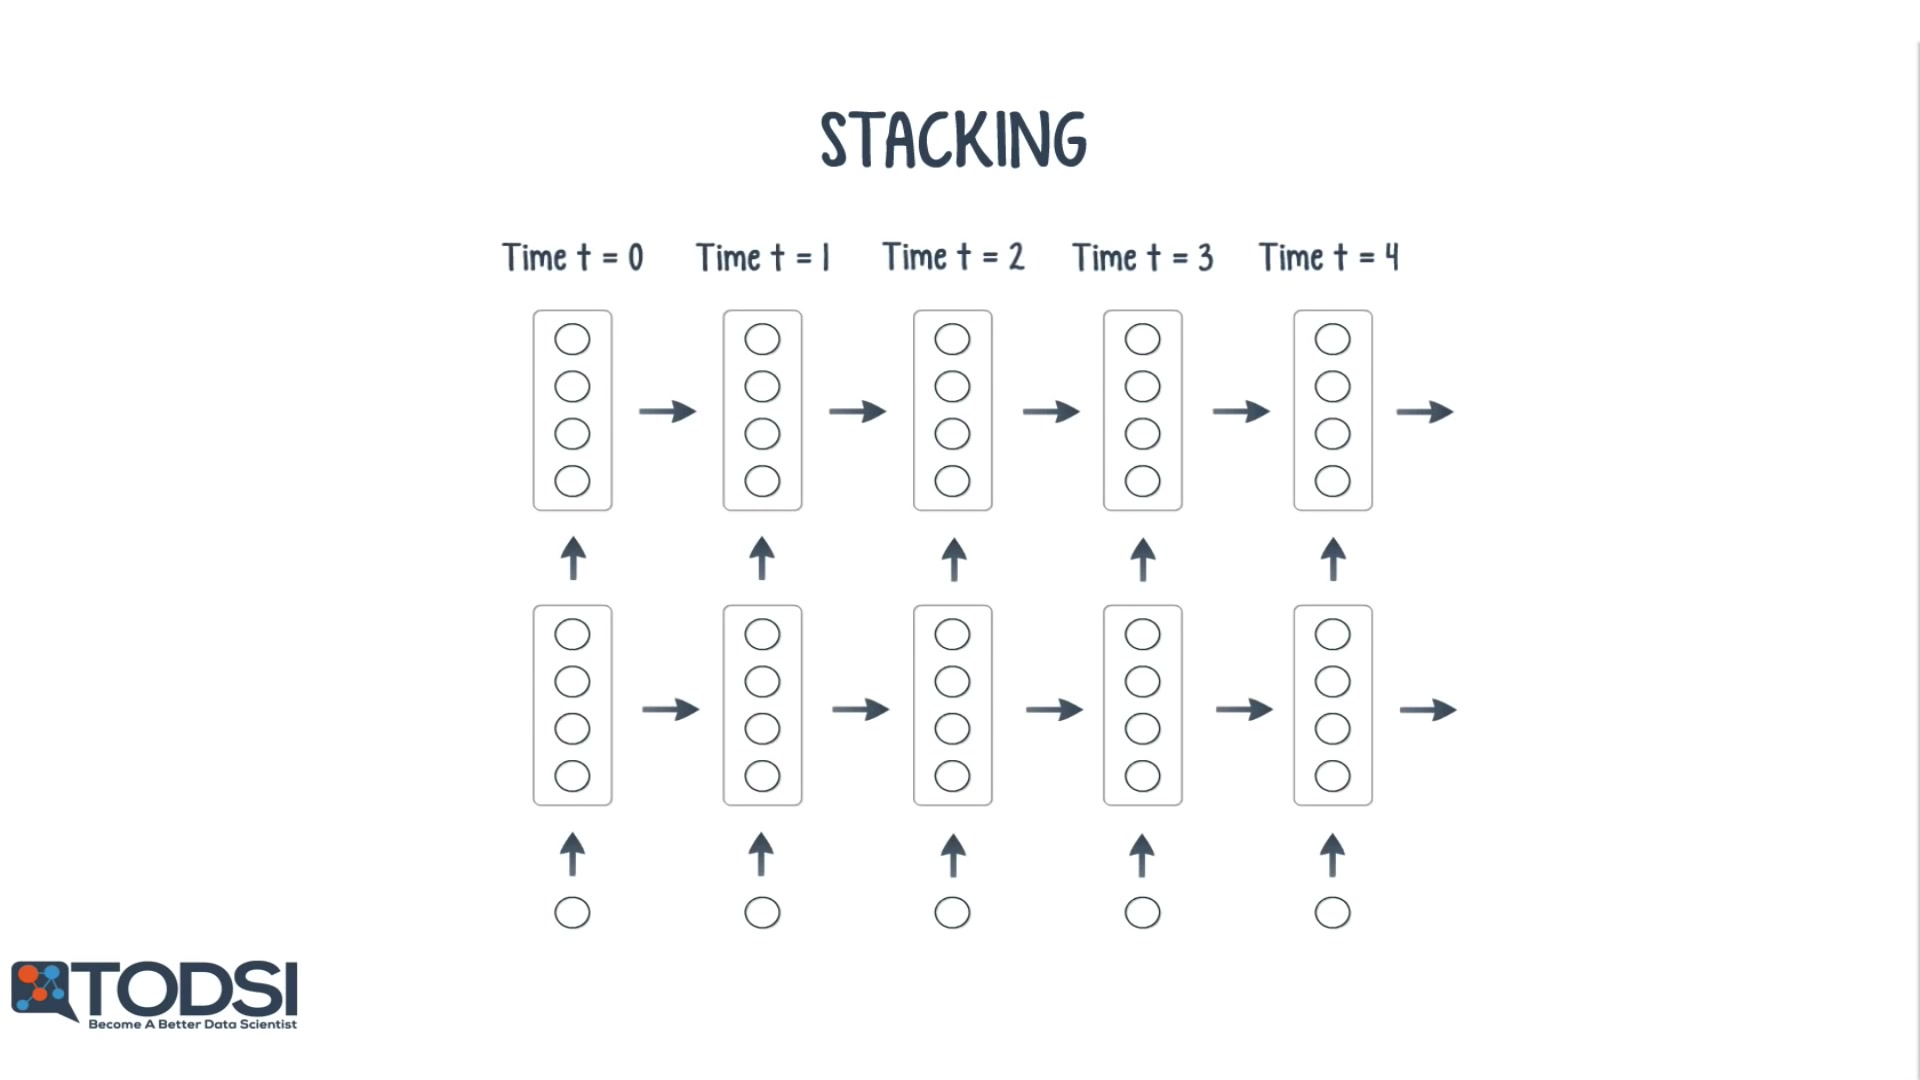 STACKING
Time t = 0 Time t = 1 Time t = 2 Time t = 3 Time t = 4
TODSI
Become A Better Data Scientist